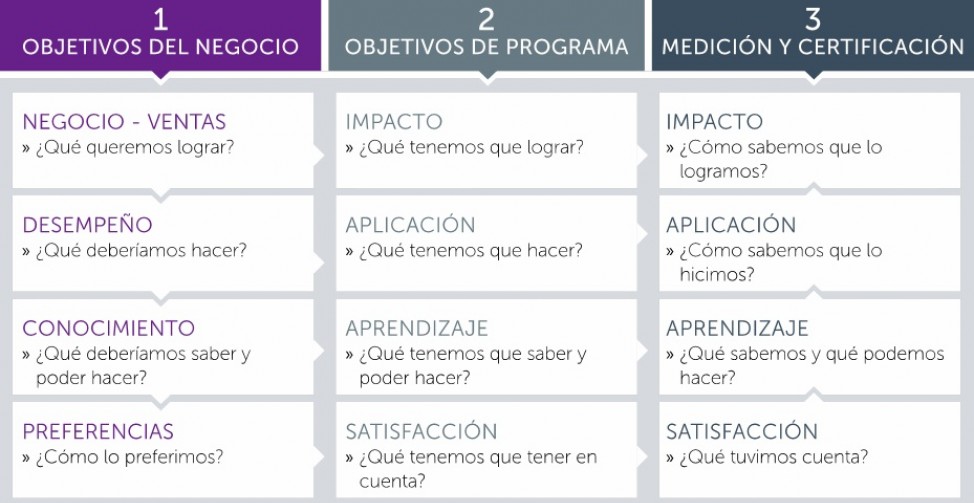 1
OBJETIVOS DEL NEGOCIO
2
OBJETIVOS DE PROGRAMA
3
MEDICIÓN Y CERTIFICACIÓN
NEGOCIO - VENTAS
» ¿Qué queremos lograr?
IMPACTO
» ¿Qué tenemos que lograr?
IMPACTO
» ¿Cómo sabemos que lo
logramos?
DESEMPEÑO
» ¿Qué deberíamos hacer?
APLICACIÓN
» ¿Qué tenemos que hacer?
APLICACIÓN
» ¿Cómo sabemos que lo
hicimos?
CONOCIMIENTO
» ¿Qué deberíamos saber y
poder hacer?
APRENDIZAJE
» ¿Qué tenemos que saber y
poder hacer?
APRENDIZAJE
» ¿Qué sabemos y qué podemos
hacer?
PREFERENCIAS
» ¿Cómo lo preferimos?
SATISFACCIÓN
» ¿Qué tenemos que tener en
cuenta?
SATISFACCIÓN
» ¿Qué tuvimos cuenta?